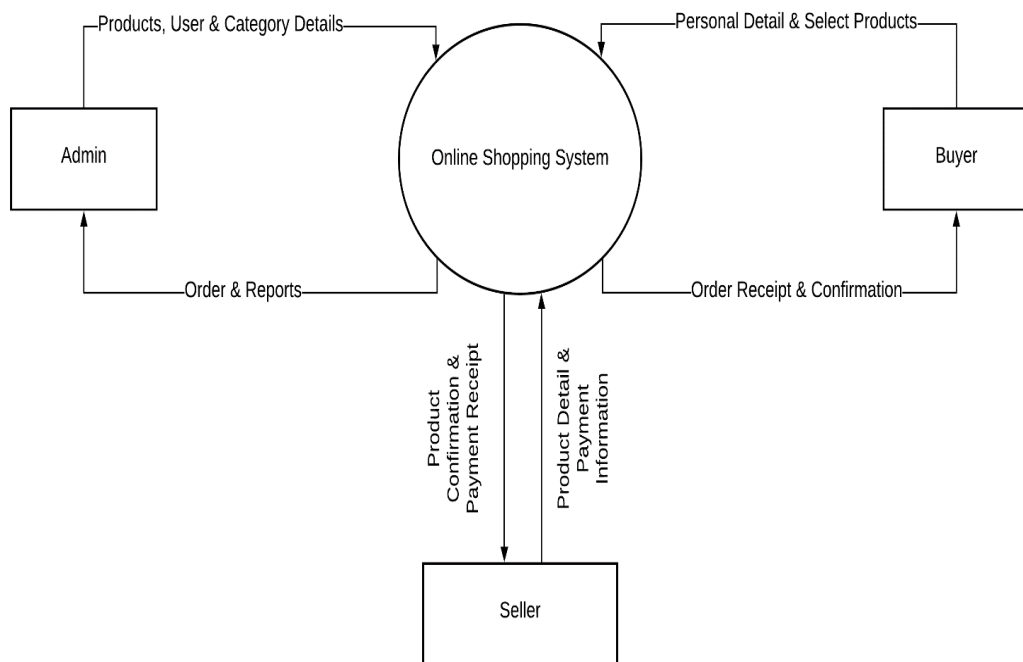 Products, User & Category Details
Personal Detail & Select Products
Admin
Online Shopping System
Buyer
Order & Reports
Order Receipt & Confirmation
Product
Confirmation &
Payment Receipt
Product Detail &
Payment
Information
Seller